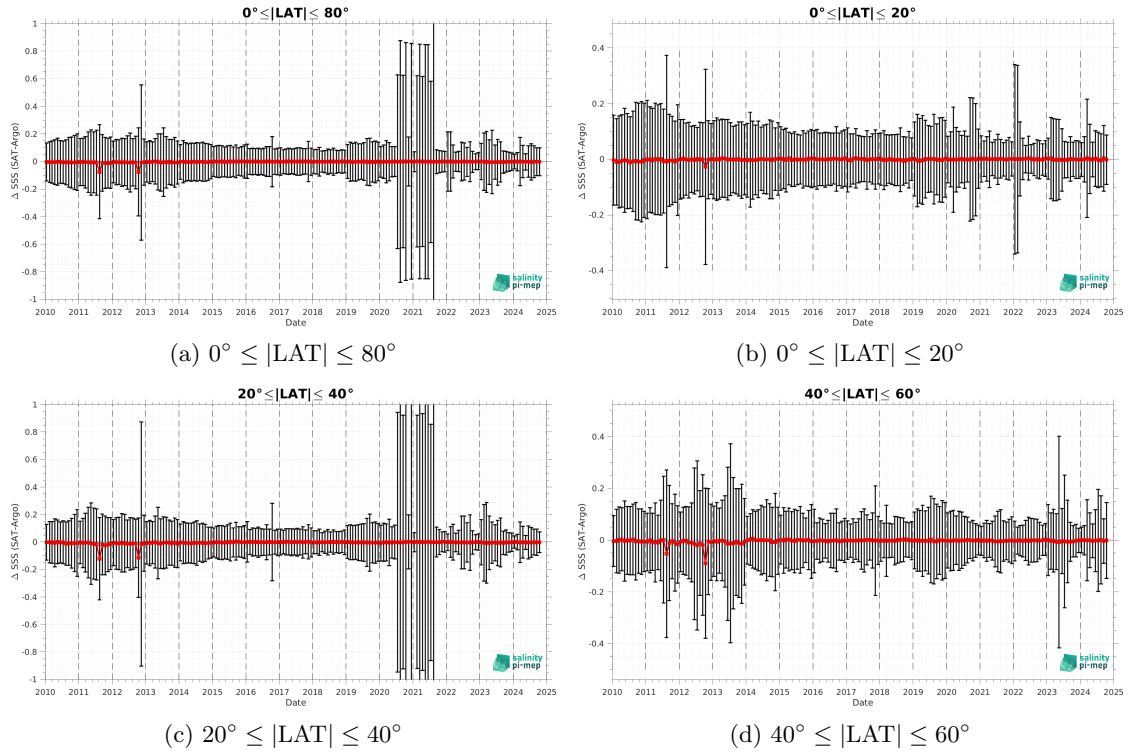 0°≤|LAT|≤ 80°
Δ SSS (SAT-Argo)
1
0.8
0.6
0.4
0.2
0
-0.2
-0.4
-0.6
-0.8
-1
2010 2011 2012 2013 2014 2015 2016 2017 2018 2019 2020 2021 2022 2023 2024 2025
Date
salinity
pi-mep
(a) 0° ≤ |LAT| ≤ 80°
0°≤|LAT|≤ 20°
Δ SSS (SAT-Argo)
0.4
0.2
0
-0.2
-0.4
2010 2011 2012 2013 2014 2015 2016 2017 2018 2019 2020 2021 2022 2023 2024 2025
Date
salinity
pi-mep
(b) 0° ≤ |LAT| ≤ 20°
20°≤|LAT|≤ 40°
Δ SSS (SAT-Argo)
1
0.8
0.6
0.4
0.2
0
-0.2
-0.4
-0.6
-0.8
-1
2010 2011 2012 2013 2014 2015 2016 2017 2018 2019 2020 2021 2022 2023 2024 2025
Date
salinity
pi-mep
(c) 20° ≤ |LAT| ≤ 40°
40°≤|LAT|≤ 60°
Δ SSS (SAT-Argo)
0.4
0.2
0
-0.2
-0.4
2010 2011 2012 2013 2014 2015 2016 2017 2018 2019 2020 2021 2022 2023 2024 2025
Date
salinity
pi-mep
(d) 40° ≤ |LAT| ≤ 60°